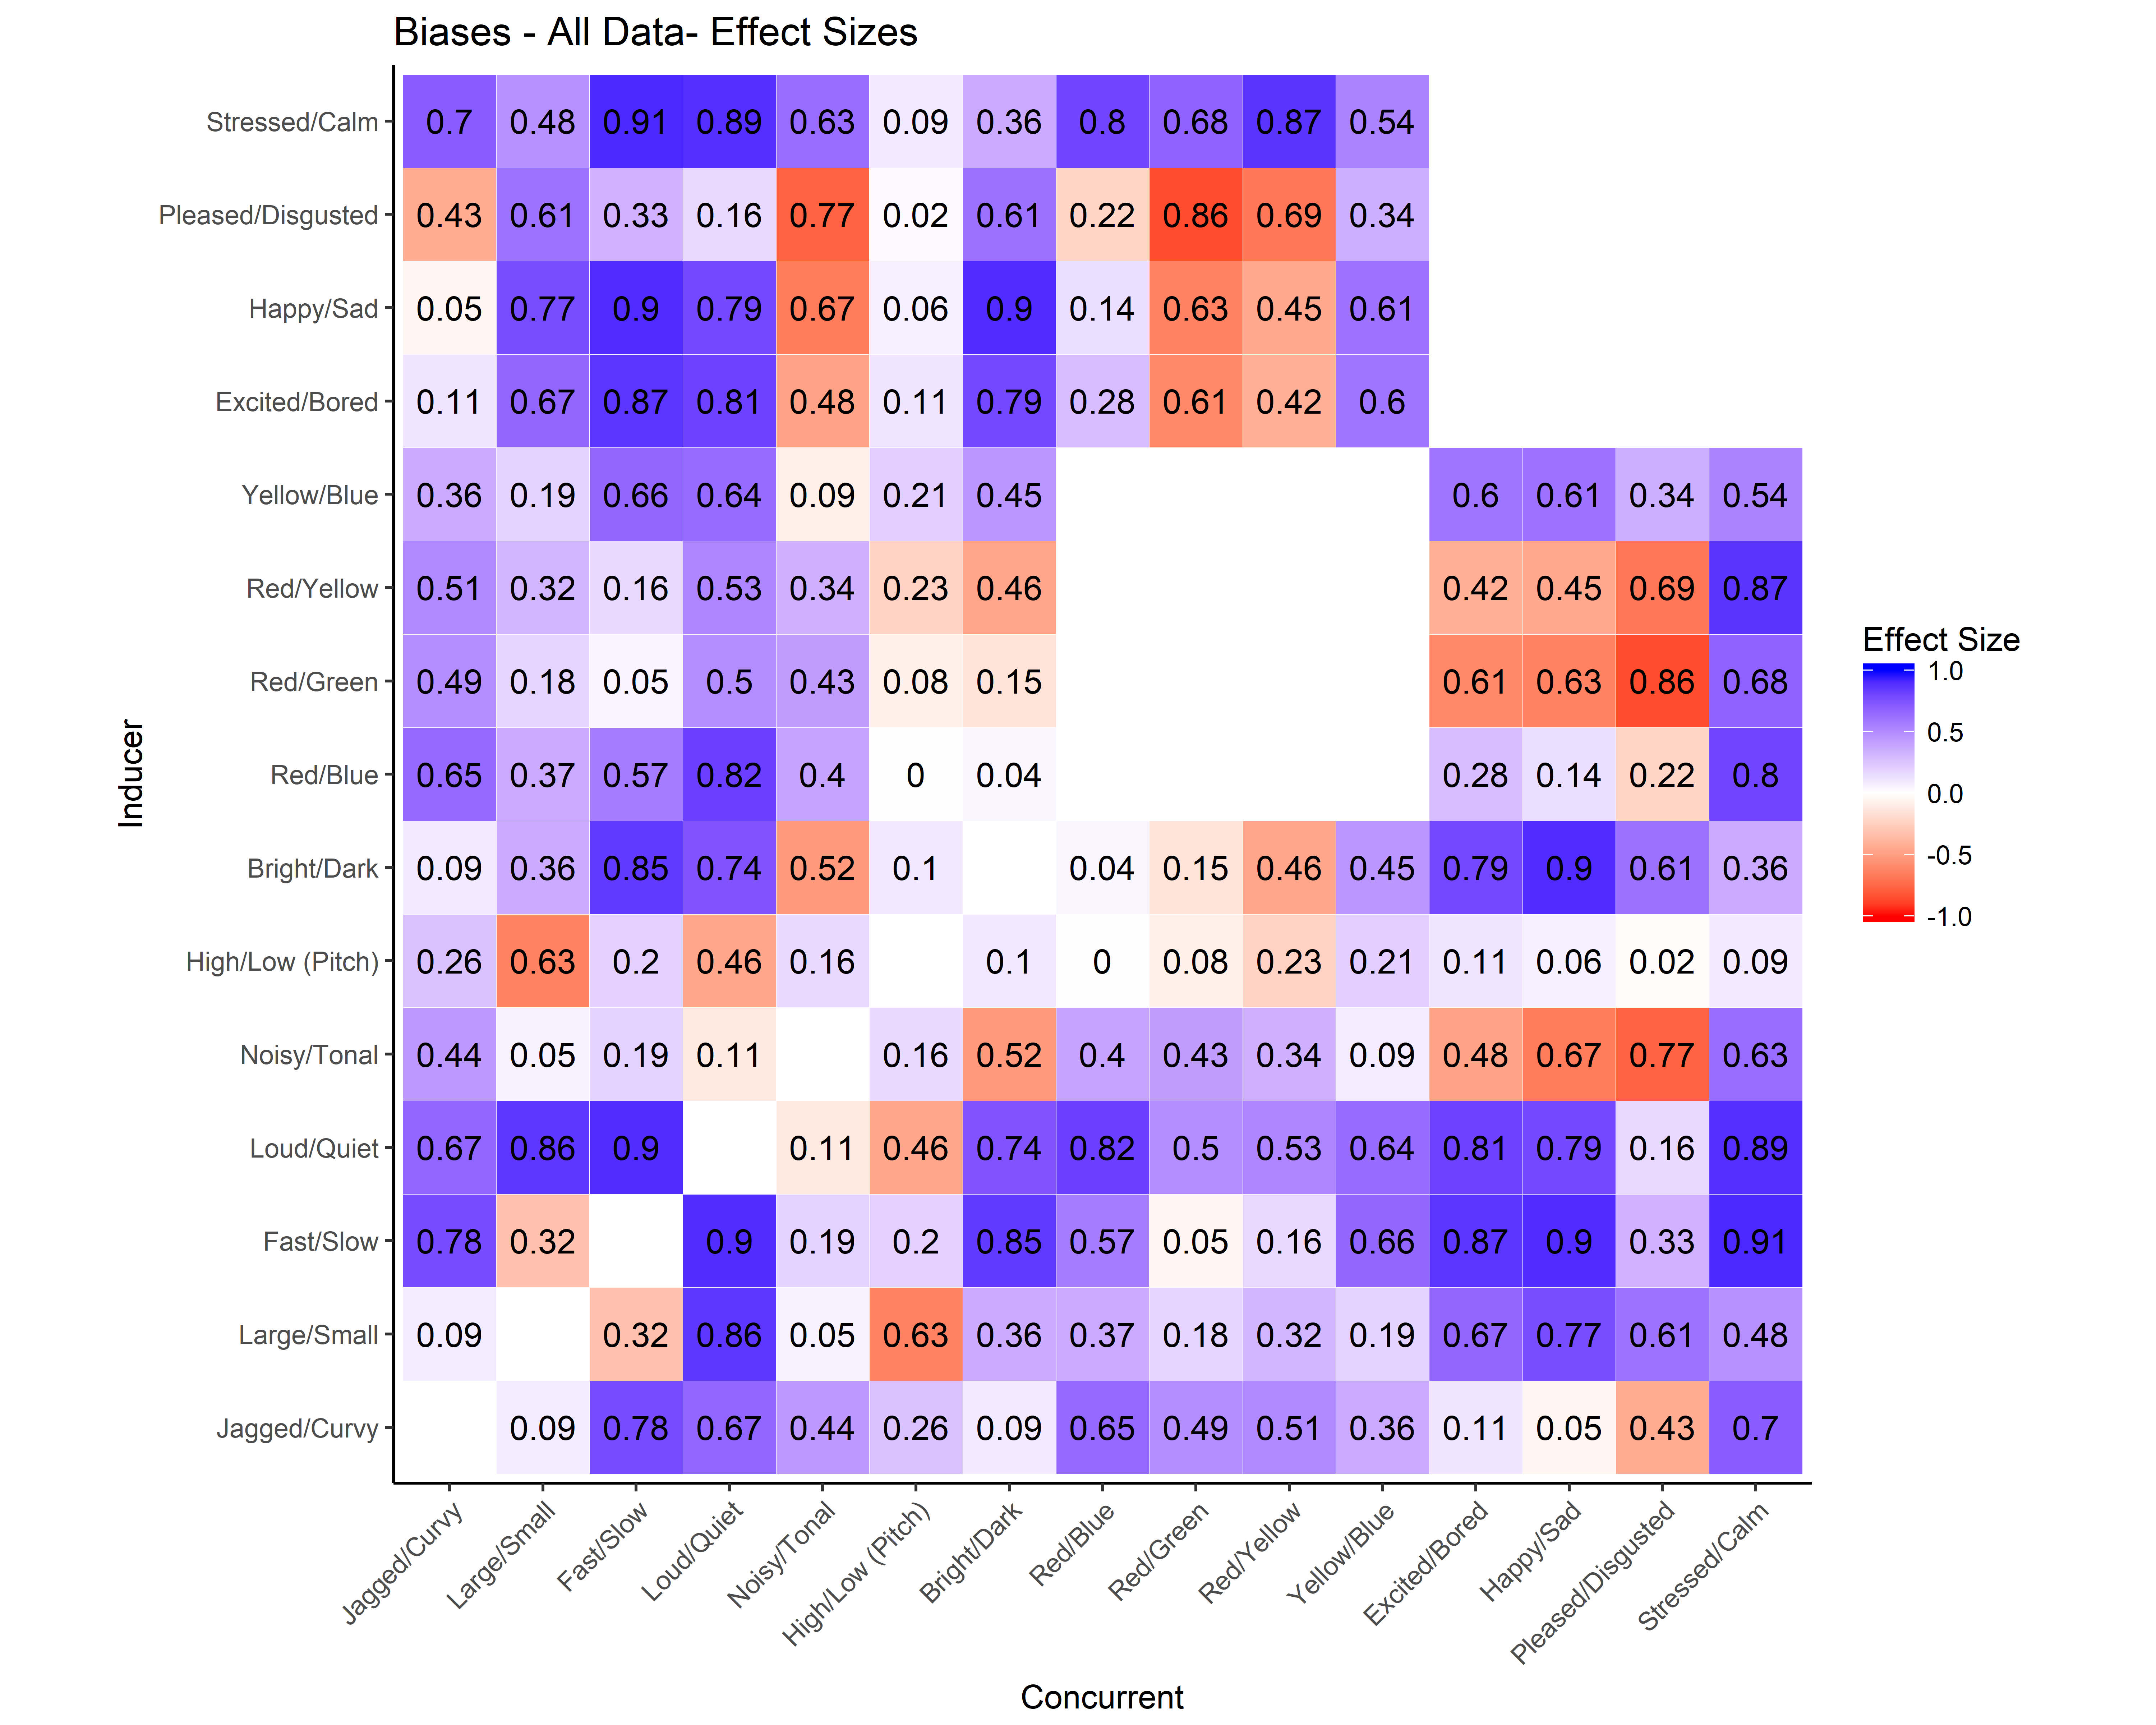 Biases - All Data- Effect Sizes
Stressed/Calm 0.7 0.48 0.91 0.89 0.63 0.09 0.36 0.8 0.68 0.87 0.54
Pleased/Disgusted 0.43 0.61 0.33 0.16 0.77 0.02 0.61 0.22 0.86 0.69 0.34
Happy/Sad 0.05 0.77 0.9 0.79 0.67 0.06 0.9 0.14 0.63 0.45 0.61
Excited/Bored 0.11 0.67 0.87 0.81 0.48 0.11 0.79 0.28 0.61 0.42 0.6
Yellow/Blue 0.36 0.19 0.66 0.64 0.09 0.21 0.45 0.6 0.61 0.34 0.54
Red/Yellow 0.51 0.32 0.16 0.53 0.34 0.23 0.46 0.42 0.45 0.69 0.87
Red/Green 0.49 0.18 0.05 0.5 0.43 0.08 0.15 0.61 0.63 0.86 0.68
Red/Blue 0.65 0.37 0.57 0.82 0.4 0 0.04 0.28 0.14 0.22 0.8
Bright/Dark 0.09 0.36 0.85 0.74 0.52 0.1 0.04 0.15 0.46 0.45 0.79 0.9 0.61 0.36
High/Low (Pitch) 0.26 0.63 0.2 0.46 0.16 0.1 0 0.08 0.23 0.21 0.11 0.06 0.02 0.09
Noisy/Tonal 0.44 0.05 0.19 0.11 0.16 0.52 0.4 0.43 0.34 0.09 0.48 0.67 0.77 0.63
Loud/Quiet 0.67 0.86 0.9 0.11 0.46 0.74 0.82 0.5 0.53 0.64 0.81 0.79 0.16 0.89
Fast/Slow 0.78 0.32 0.9 0.19 0.2 0.85 0.57 0.05 0.16 0.66 0.87 0.9 0.33 0.91
Large/Small 0.09 0.32 0.86 0.05 0.63 0.36 0.37 0.18 0.32 0.19 0.67 0.77 0.61 0.48
Jagged/Curvy 0.09 0.78 0.67 0.44 0.26 0.09 0.65 0.49 0.51 0.36 0.11 0.05 0.43 0.7
Inducer
Jagged/Curvy
Large/Small
Fast/Slow
Loud/Quiet
Noisy/Tonal
High/Low (Pitch)
Bright/Dark
Red/Blue
Red/Green
Red/Yellow
Yellow/Blue
Excited/Bored
Happy/Sad
Pleased/Disgusted
Stressed/Calm
Concurrent
Effect Size
1.0
0.5
0.0
-0.5
-1.0